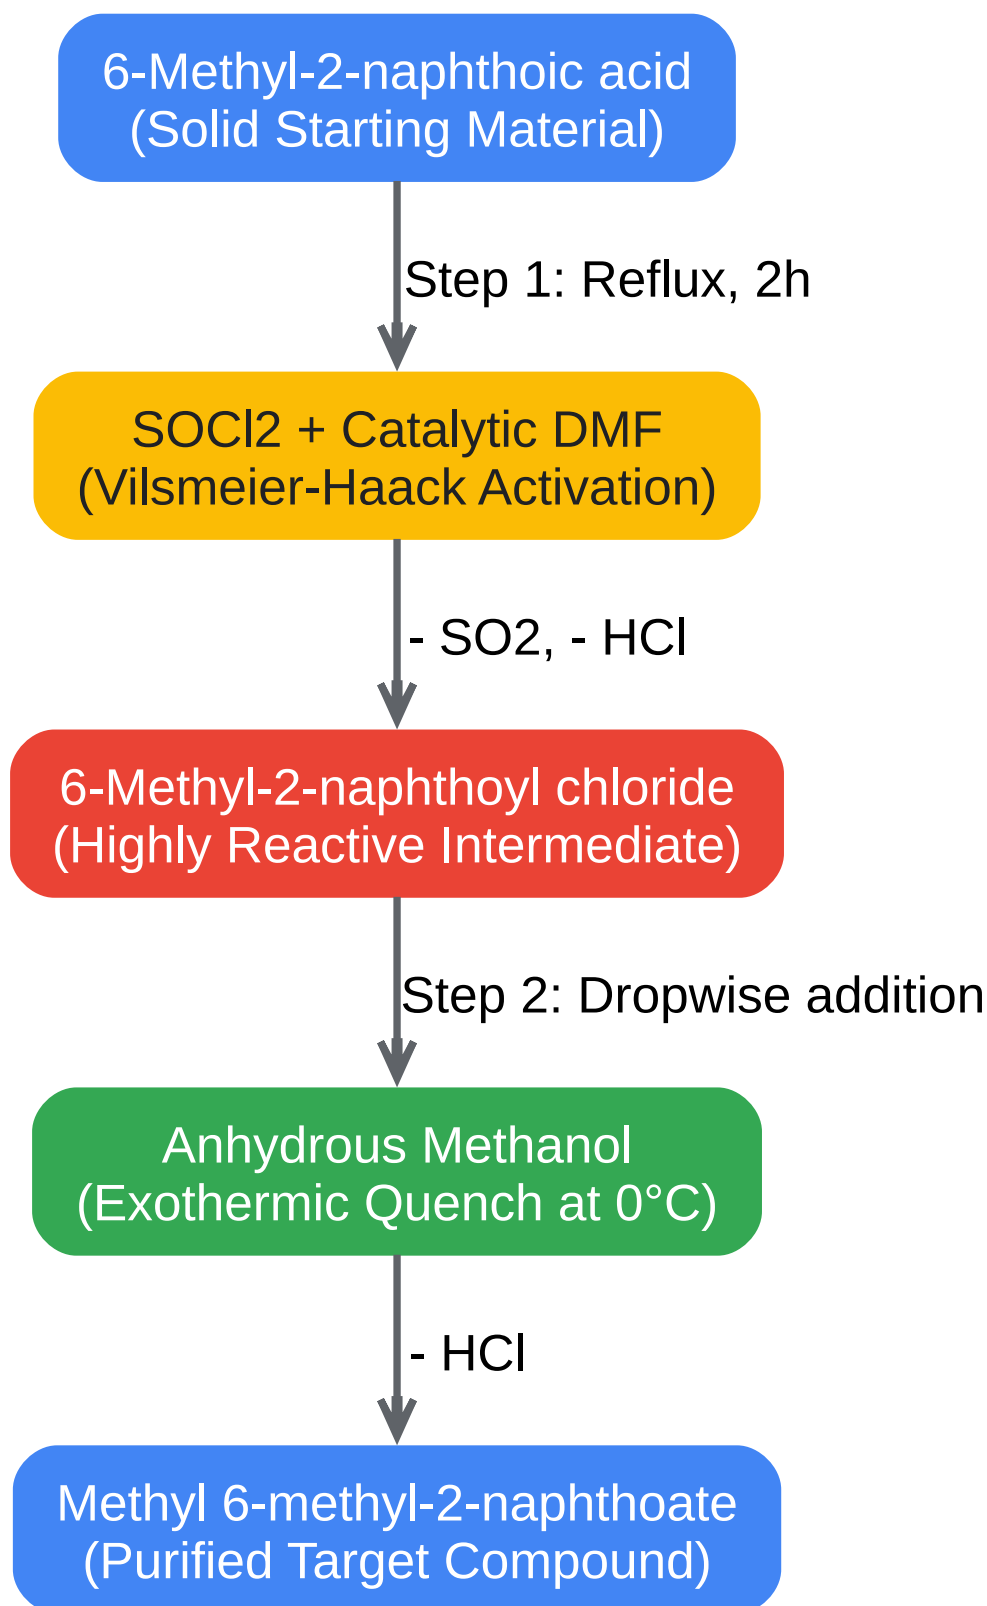 6-Methyl-2-naphthoic acid
(Solid Starting Material)
Step 1: Reflux, 2h
SOCl2 + Catalytic DMF
(Vilsmeier-Haack Activation)
- SO2, - HCl
6-Methyl-2-naphthoyl chloride
(Highly Reactive Intermediate)
Step 2: Dropwise addition
Anhydrous Methanol
(Exothermic Quench at 0°C)
- HCl
Methyl 6-methyl-2-naphthoate
(Purified Target Compound)